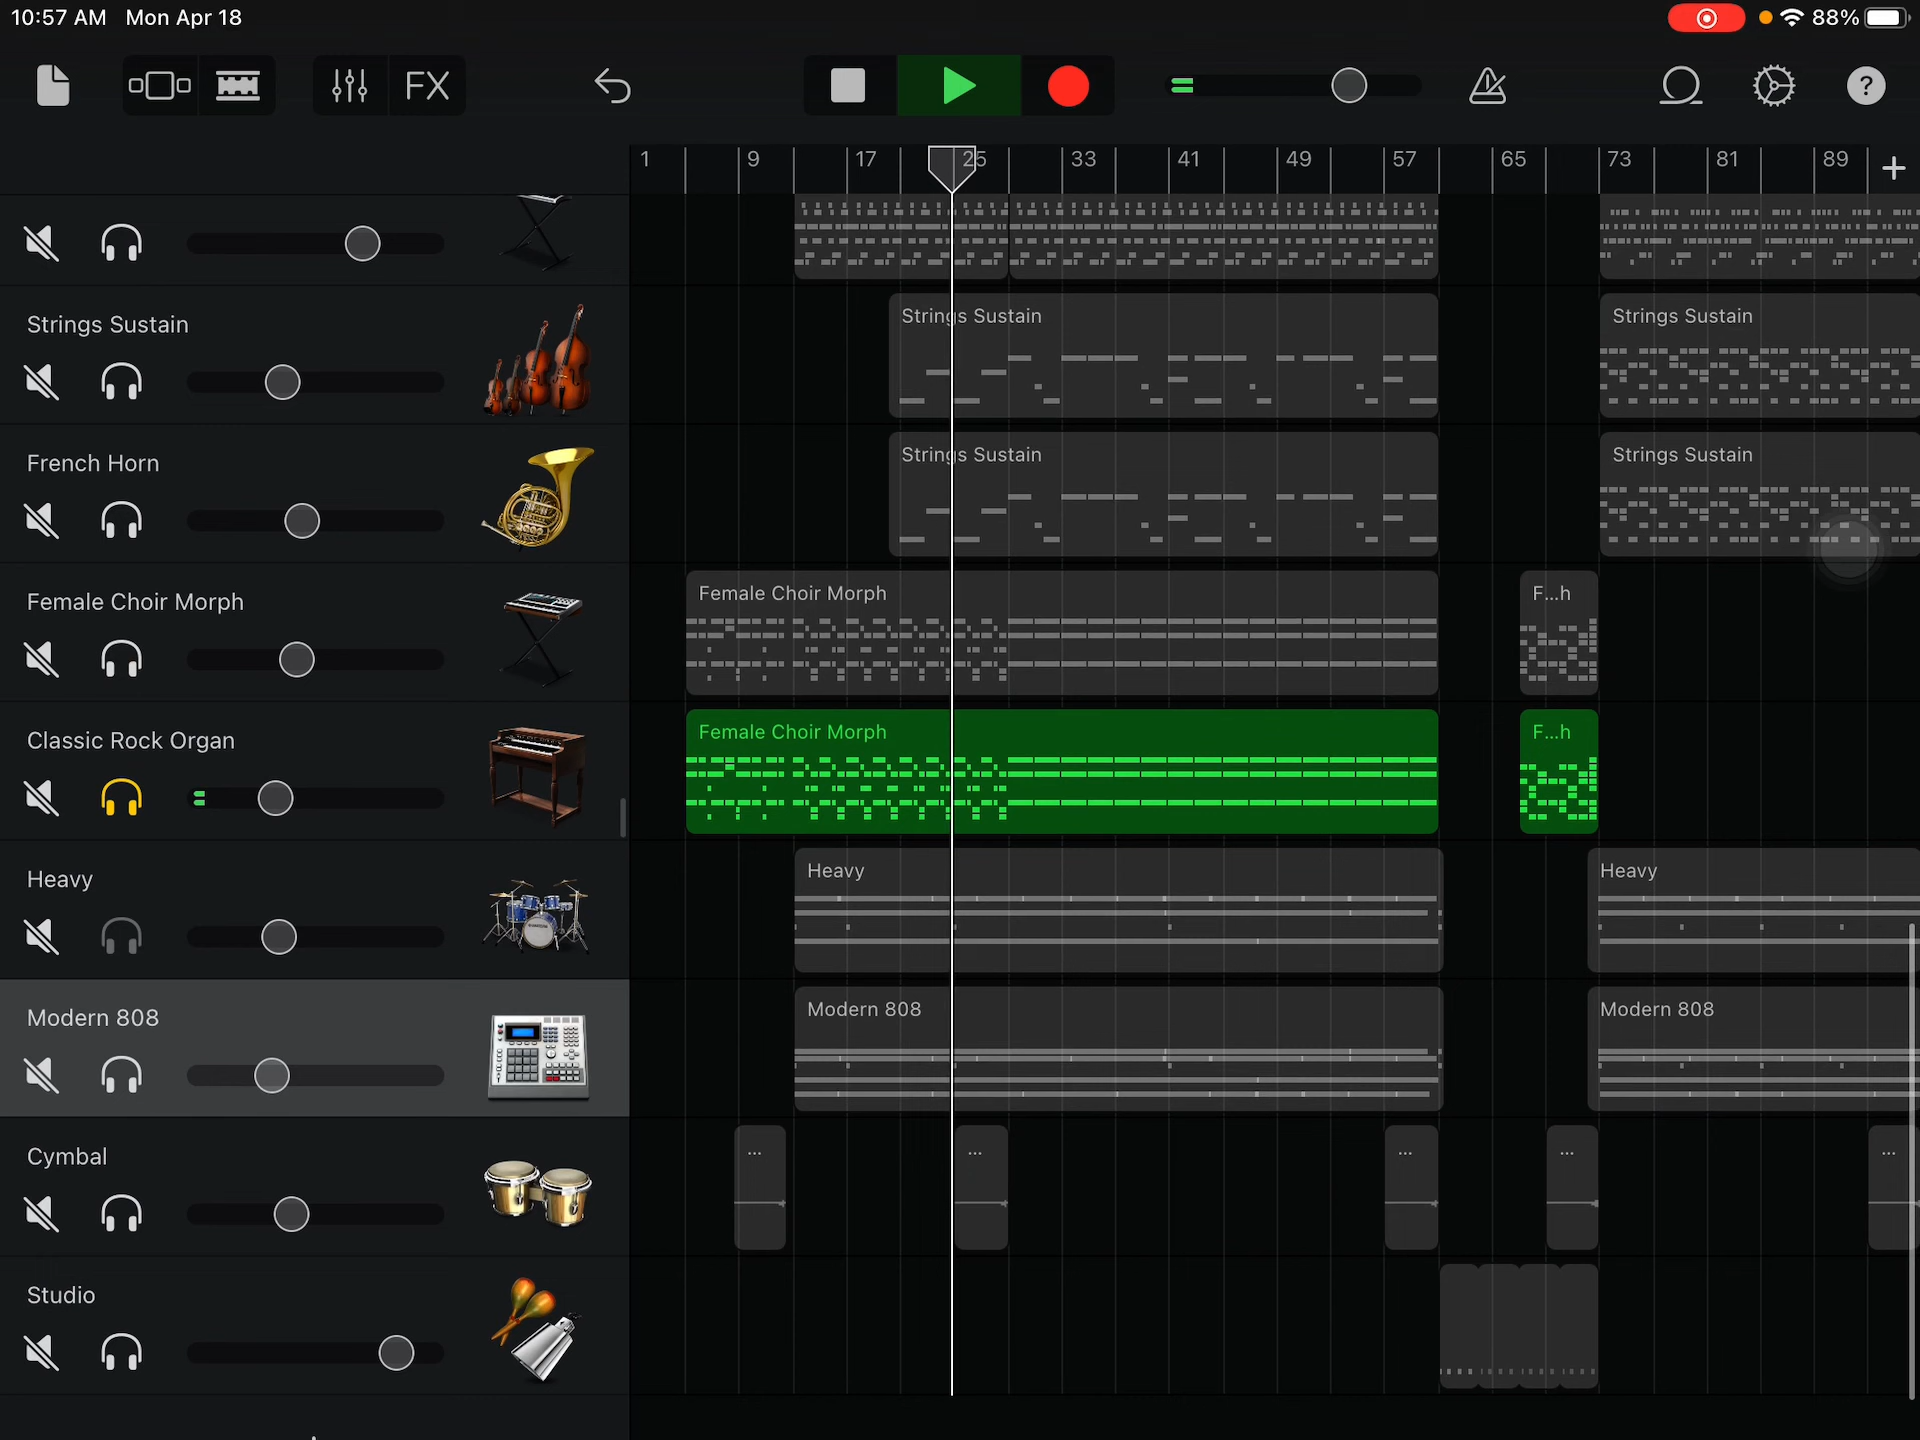 10:57 AM Mon Apr 18
88%
FX
?
1 9 17 25 33 41 49 57 65 73 81 89 +
Strings Sustain
Strings Sustain
Strings Sustain
French Horn
Strings Sustain
Strings Sustain
Female Choir Morph
Female Choir Morph
F...h
Classic Rock Organ
Female Choir Morph
F...h
Heavy
Heavy
Heavy
Modern 808
Modern 808
Modern 808
Cymbal
... ... ... ... ...
Studio